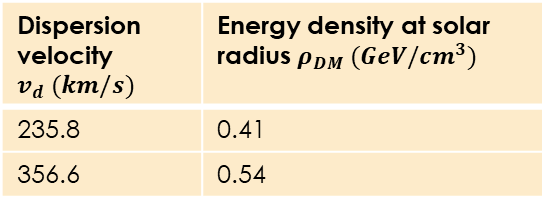 Dispersion velocity v_d (km/s)
Energy density at solar radius ρ_DM (GeV/cm³)
235.8 0.41
356.6 0.54